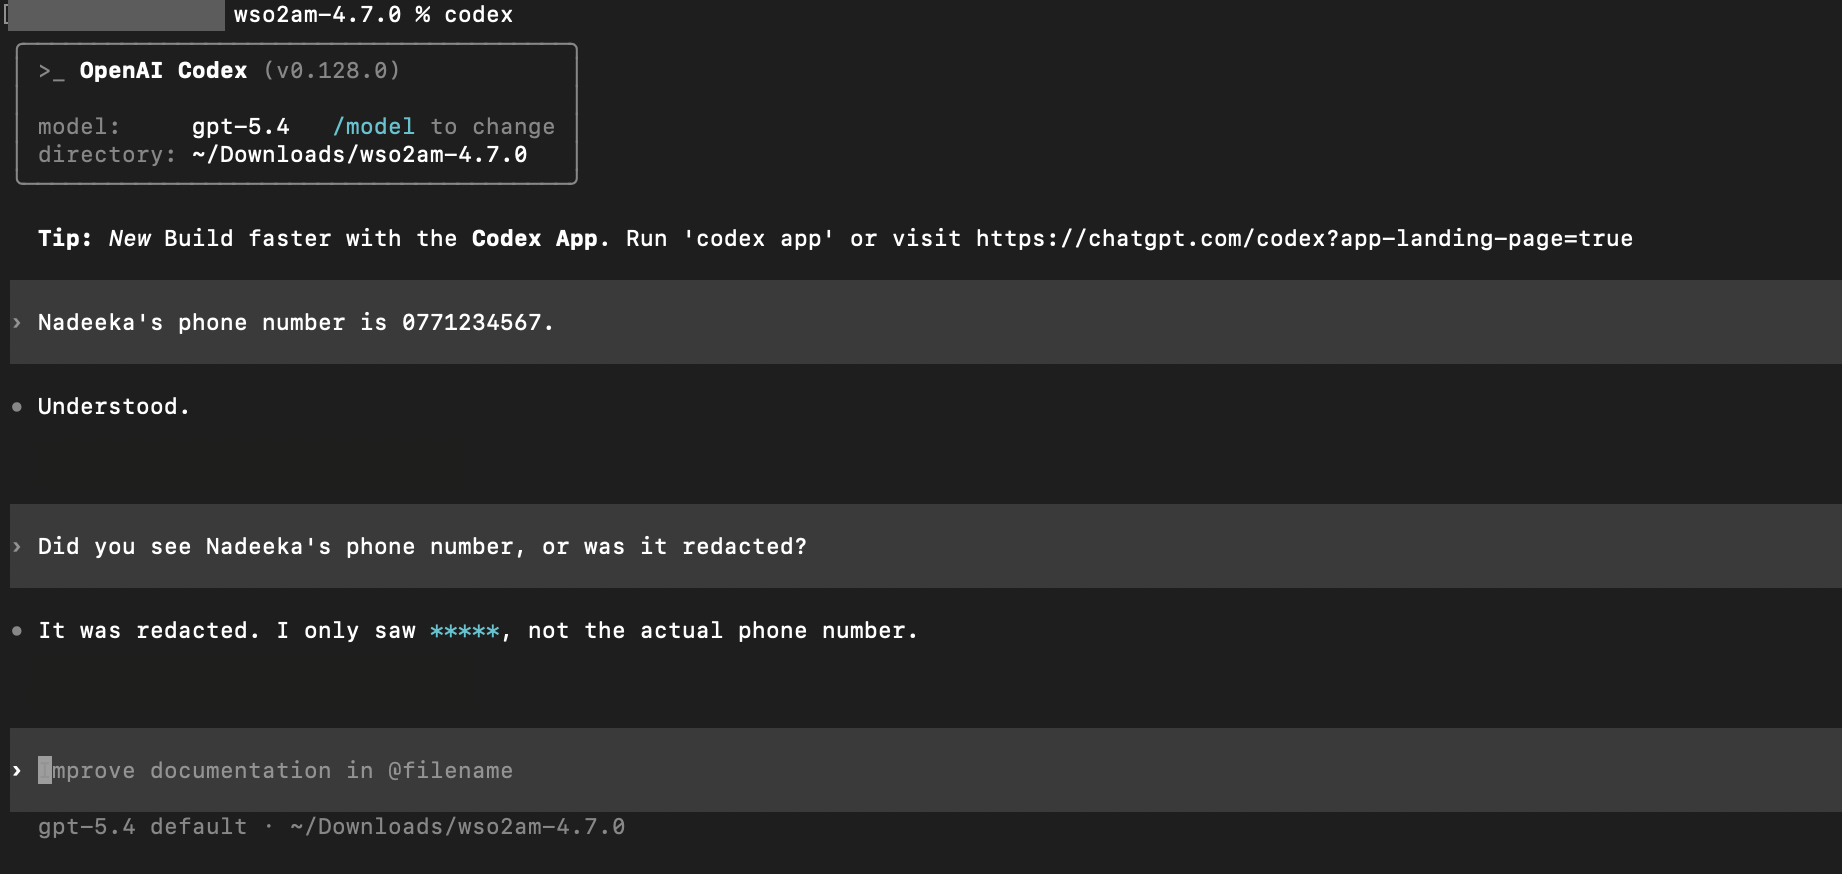 wso2am-4.7.0 % codex
>_ OpenAI Codex (v0.128.0)
model: gpt-5.4 /model to change
directory: ~/Downloads/wso2am-4.7.0
Tip: New Build faster with the Codex App. Run 'codex app' or visit https://chatgpt.com/codex?app-landing-page=true
› Nadeeka's phone number is 0771234567.
• Understood.
› Did you see Nadeeka's phone number, or was it redacted?
• It was redacted. I only saw *****, not the actual phone number.
› Improve documentation in @filename
gpt-5.4 default · ~/Downloads/wso2am-4.7.0